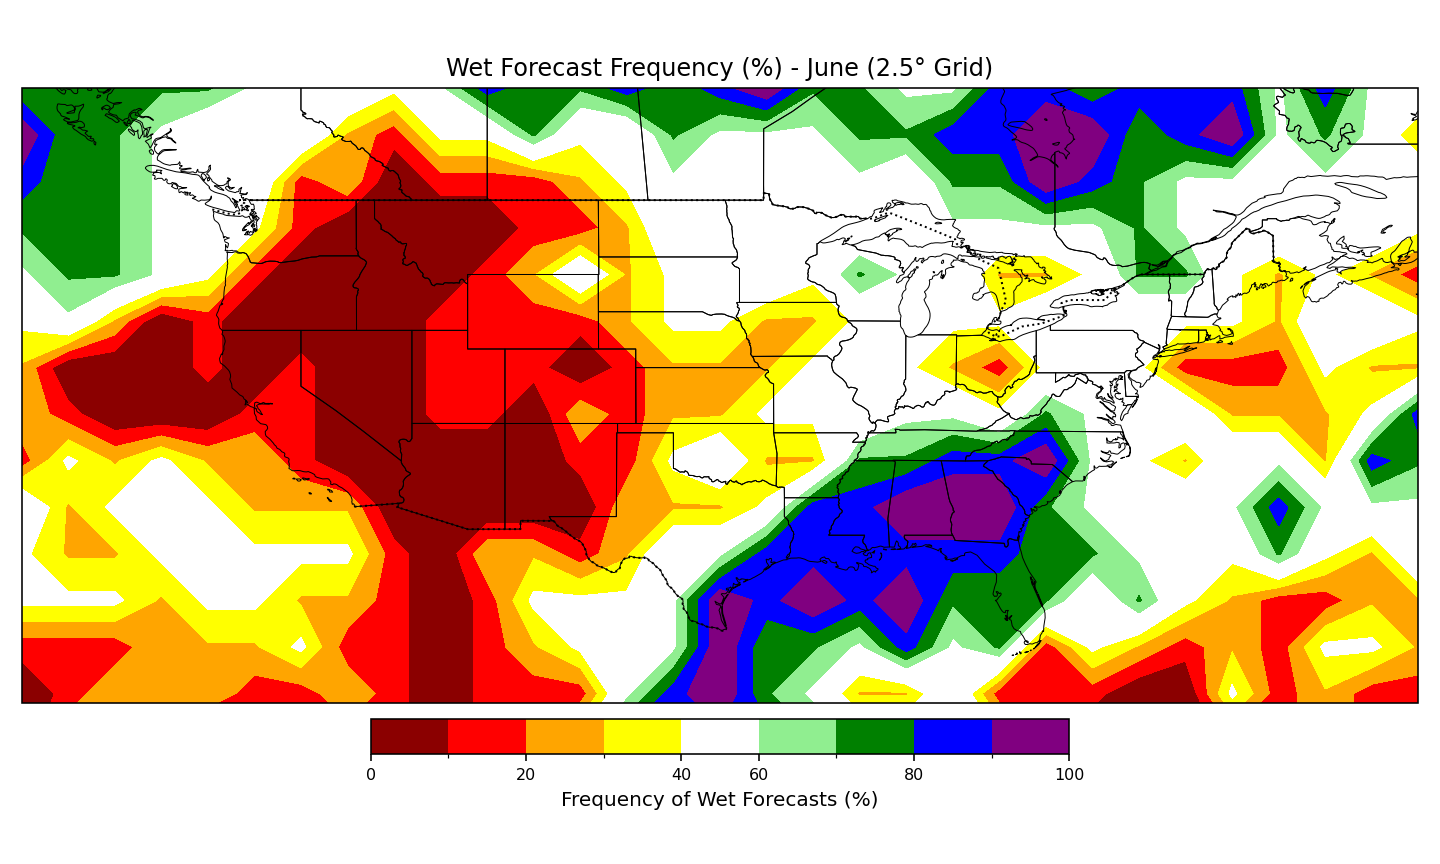 Wet Forecast Frequency (%) - June (2.5° Grid)
0 20 40 60 80 100
Frequency of Wet Forecasts (%)